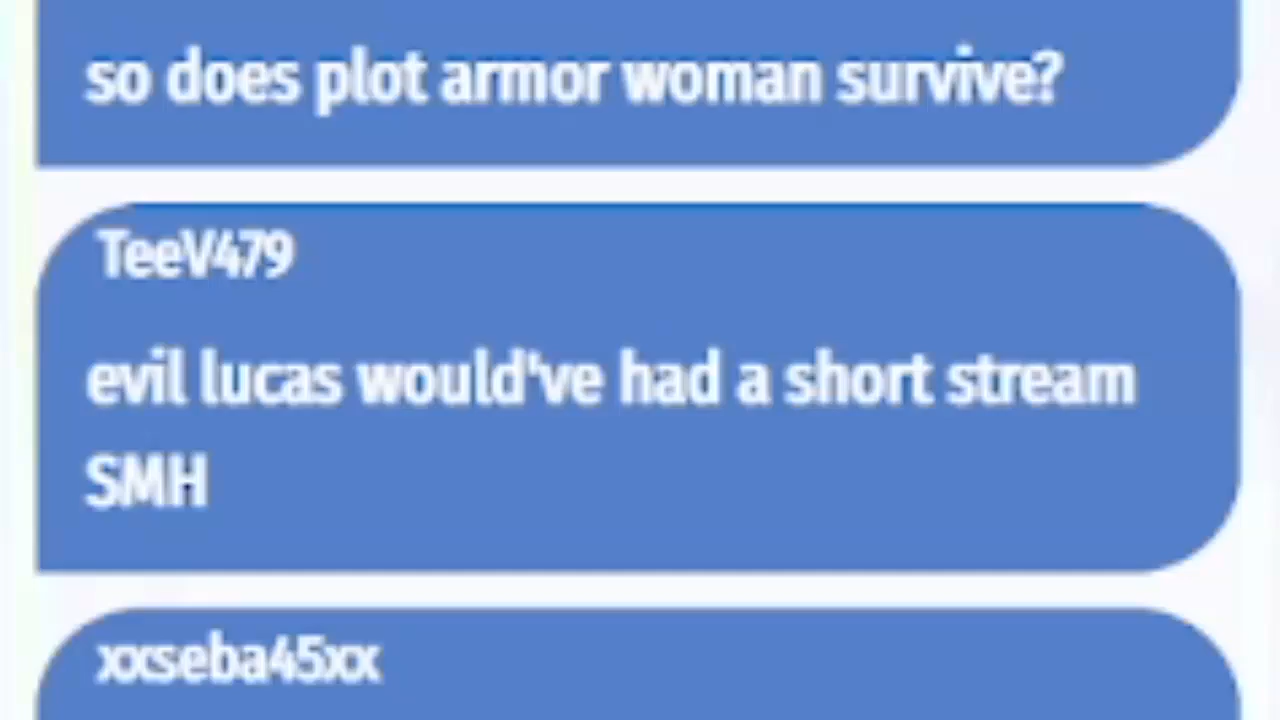 so does plot armor woman survive?
TeeV479
evil lucas would've had a short stream
SMH
xxseba45xx